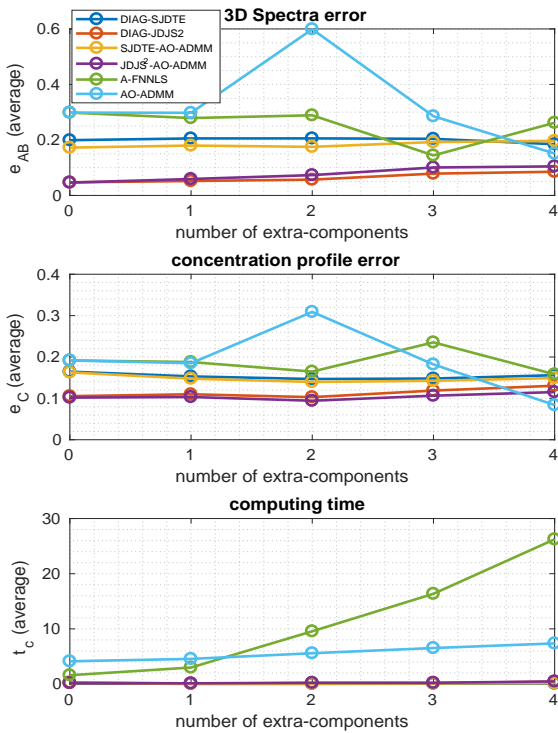 3D Spectra error
DIAG-SJDTE
DIAG-JDJS2
SJDTE-AO-ADMM
JDJS²-AO-ADMM
A-FNNLS
AO-ADMM
e_AB (average)
0.6
0.4
0.2
0
0 1 2 3 4
number of extra-components
concentration profile error
e_C (average)
0.4
0.3
0.2
0.1
0
0 1 2 3 4
number of extra-components
computing time
t_c (average)
30
20
10
0
0 1 2 3 4
number of extra-components